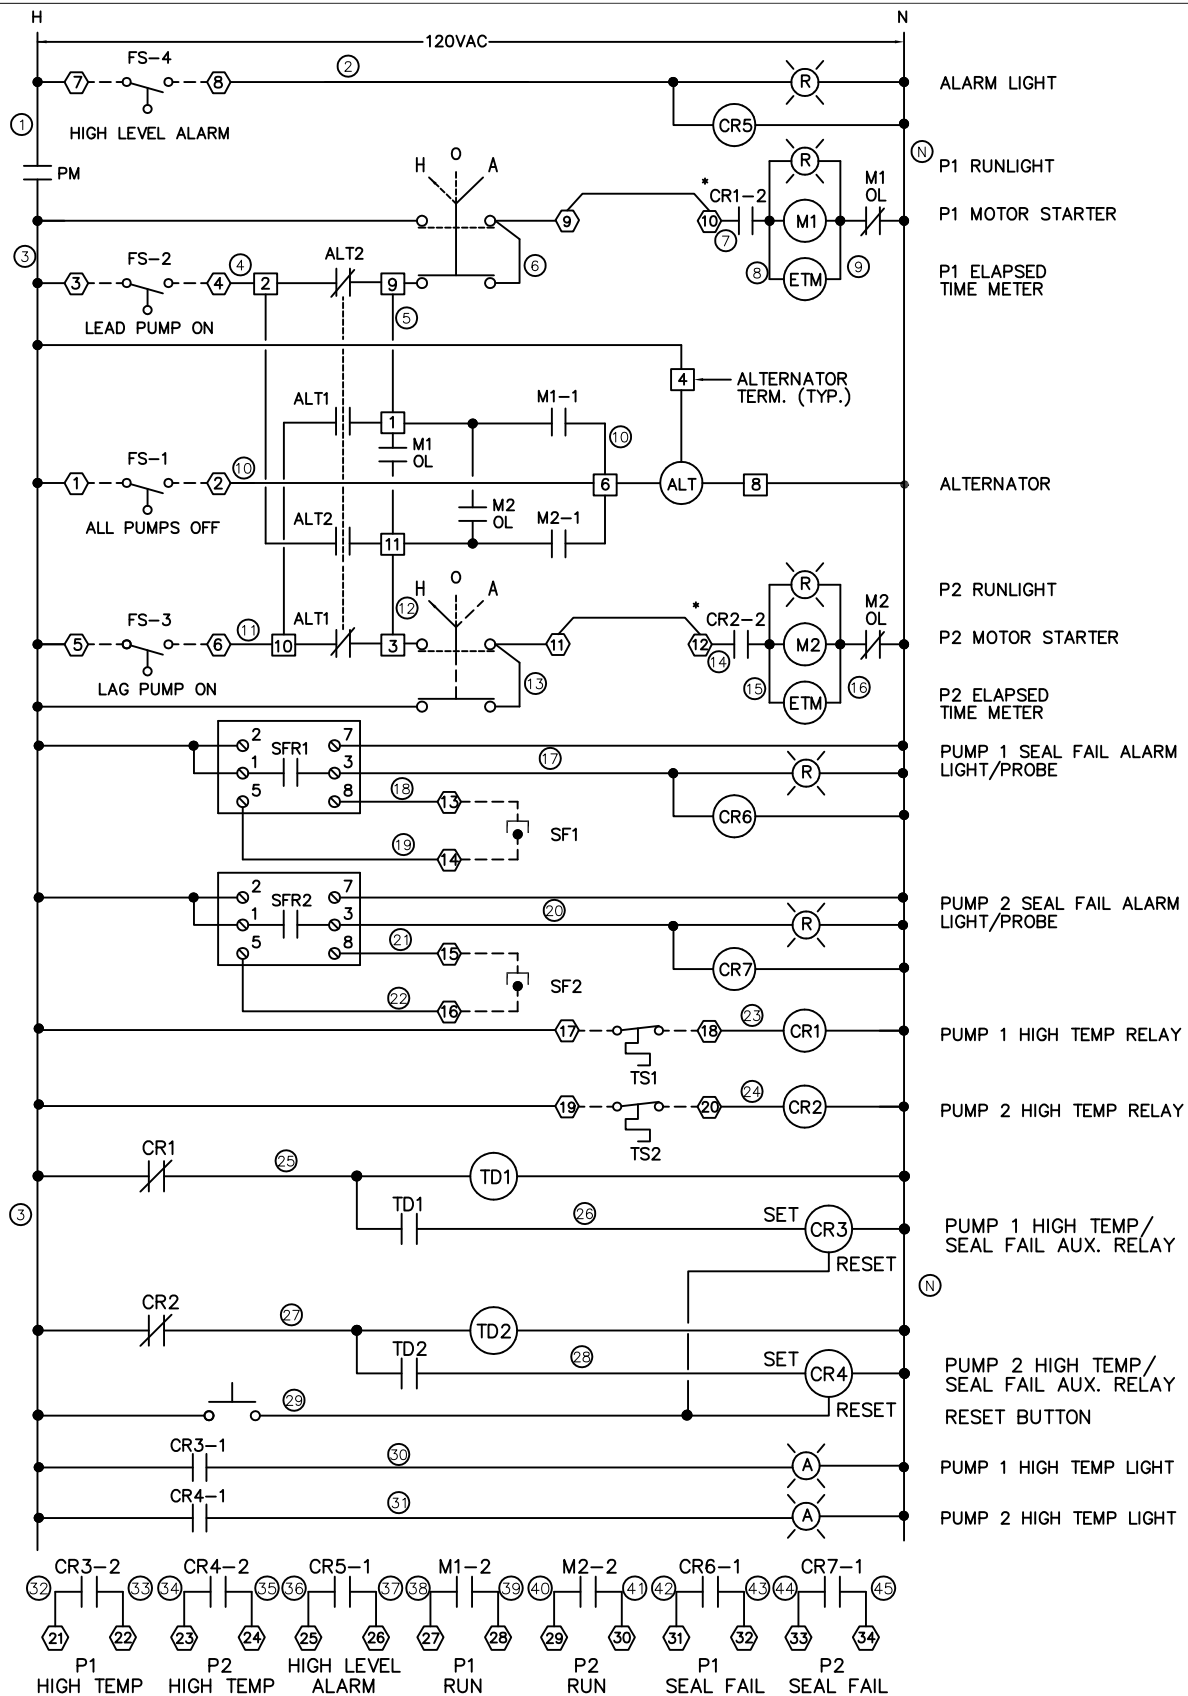 H N
120VAC
FS-4
7 8 2 R ALARM LIGHT
1 HIGH LEVEL ALARM CR5
N
PM H O A R P1 RUNLIGHT
* CR1-2 M1
OL
9 10 7 M1 P1 MOTOR STARTER
3 FS-2 4 ALT2 6 8 9
3 4 2 9 ETM P1 ELAPSED
TIME METER
LEAD PUMP ON 5
4 ALTERNATOR
TERM. (TYP.)
ALT1 M1-1
1 10
M1
OL
FS-1 10
1 2 6 ALT 8 ALTERNATOR
ALL PUMPS OFF ALT2 M2
OL M2-1
11
H O A R P2 RUNLIGHT
FS-3 11 ALT1 12 * CR2-2 M2
OL
5 6 10 3 11 12 14 M2 P2 MOTOR STARTER
LAG PUMP ON 13 15 16
ETM P2 ELAPSED
TIME METER
2 SFR1 7 17 PUMP 1 SEAL FAIL ALARM
LIGHT/PROBE
1 3 R
5 8 18 13 CR6
SF1
19 14
2 SFR2 7 20 PUMP 2 SEAL FAIL ALARM
LIGHT/PROBE
1 3 R
5 8 21 15 CR7
SF2
22 16
17 18 23 CR1 PUMP 1 HIGH TEMP RELAY
TS1
19 20 24 CR2 PUMP 2 HIGH TEMP RELAY
TS2
CR1 25 TD1
3 TD1 26 SET CR3 PUMP 1 HIGH TEMP/
SEAL FAIL AUX. RELAY
RESET
N
CR2 27 TD2
TD2 28 SET CR4 PUMP 2 HIGH TEMP/
SEAL FAIL AUX. RELAY
29 RESET RESET BUTTON
CR3-1 30 A PUMP 1 HIGH TEMP LIGHT
CR4-1 31 A PUMP 2 HIGH TEMP LIGHT
CR3-2 CR4-2 CR5-1 M1-2 M2-2 CR6-1 CR7-1
32 33 34 35 36 37 38 39 40 41 42 43 44 45
21 22 23 24 25 26 27 28 29 30 31 32 33 34
P1
HIGH TEMP
P2
HIGH TEMP
HIGH LEVEL
ALARM
P1
RUN
P2
RUN
P1
SEAL FAIL
P2
SEAL FAIL